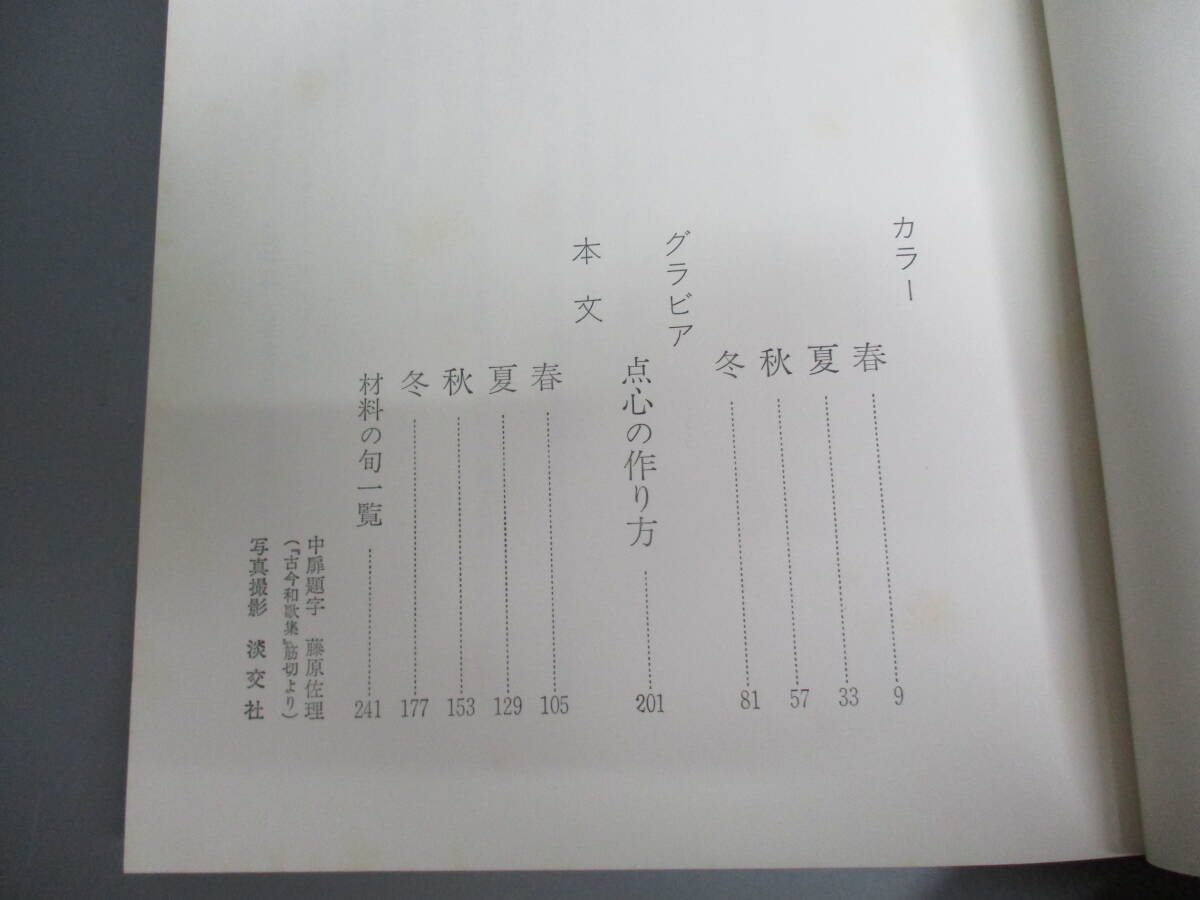 カラー
春 9
夏 33
秋 57
冬 81
グラビア
点心の作り方 201
本文
春 105
夏 129
秋 153
冬 177
材料の旬一覧 241
中扉題字 藤原佐理
(『古今和歌集』筋切より)
写真撮影 淡交社